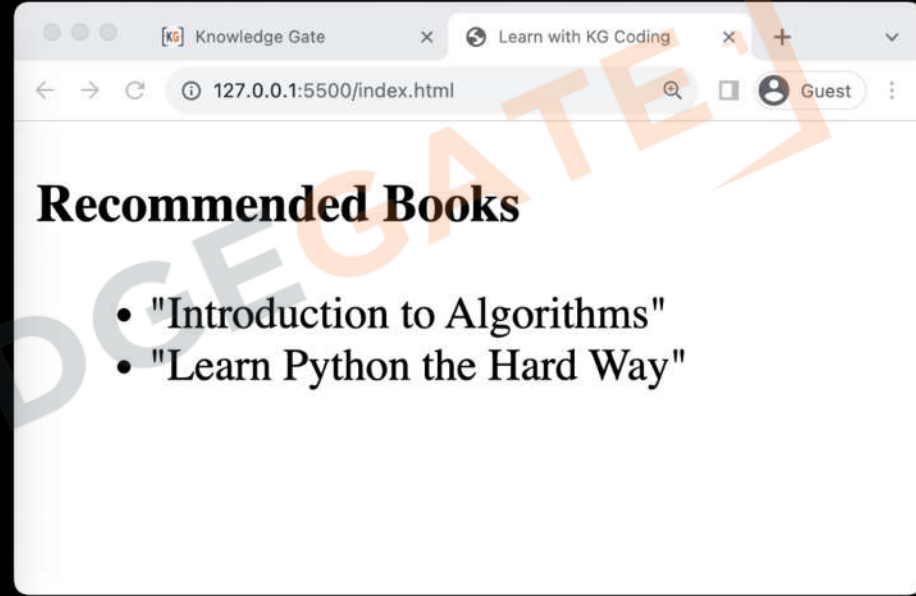 KG Knowledge Gate
Learn with KG Coding
127.0.0.1:5500/index.html
Guest
Recommended Books
• "Introduction to Algorithms"
• "Learn Python the Hard Way"
DGEGATE